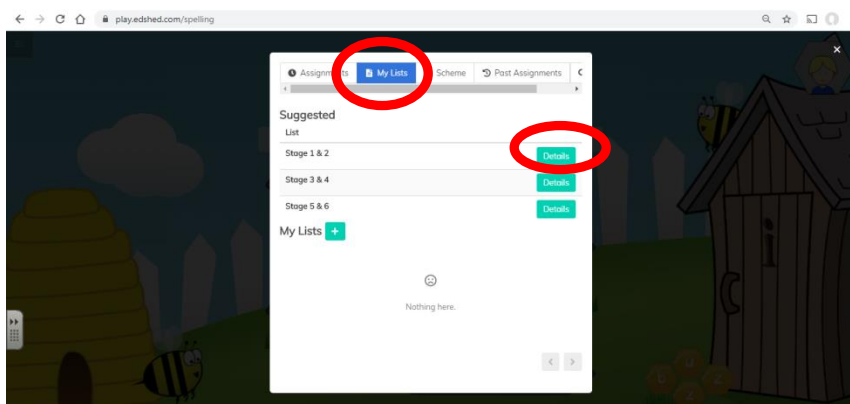 play.edshed.com/spelling
Assignments My Lists Scheme Past Assignments
Suggested
List
Stage 1 & 2 Details
Stage 3 & 4 Details
Stage 5 & 6 Details
My Lists +
Nothing here.